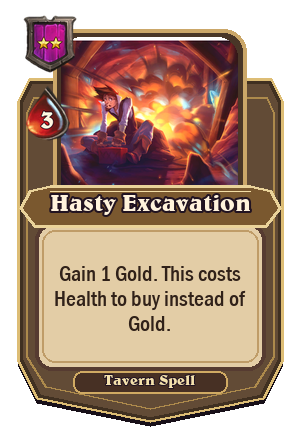 3
Hasty Excavation
Gain 1 Gold. This costs
Health to buy instead of
Gold.
Tavern Spell